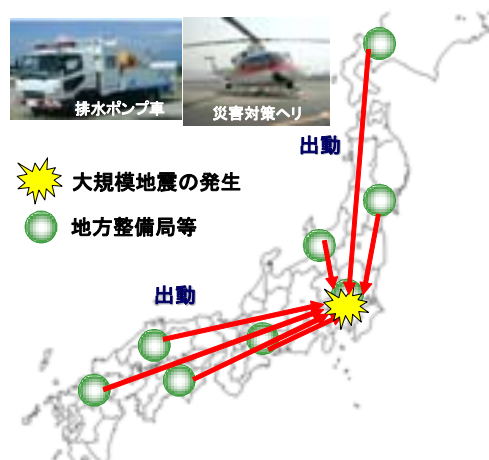 排水ポンプ車
災害対策ヘリ
出動
大規模地震の発生
地方整備局等
出動